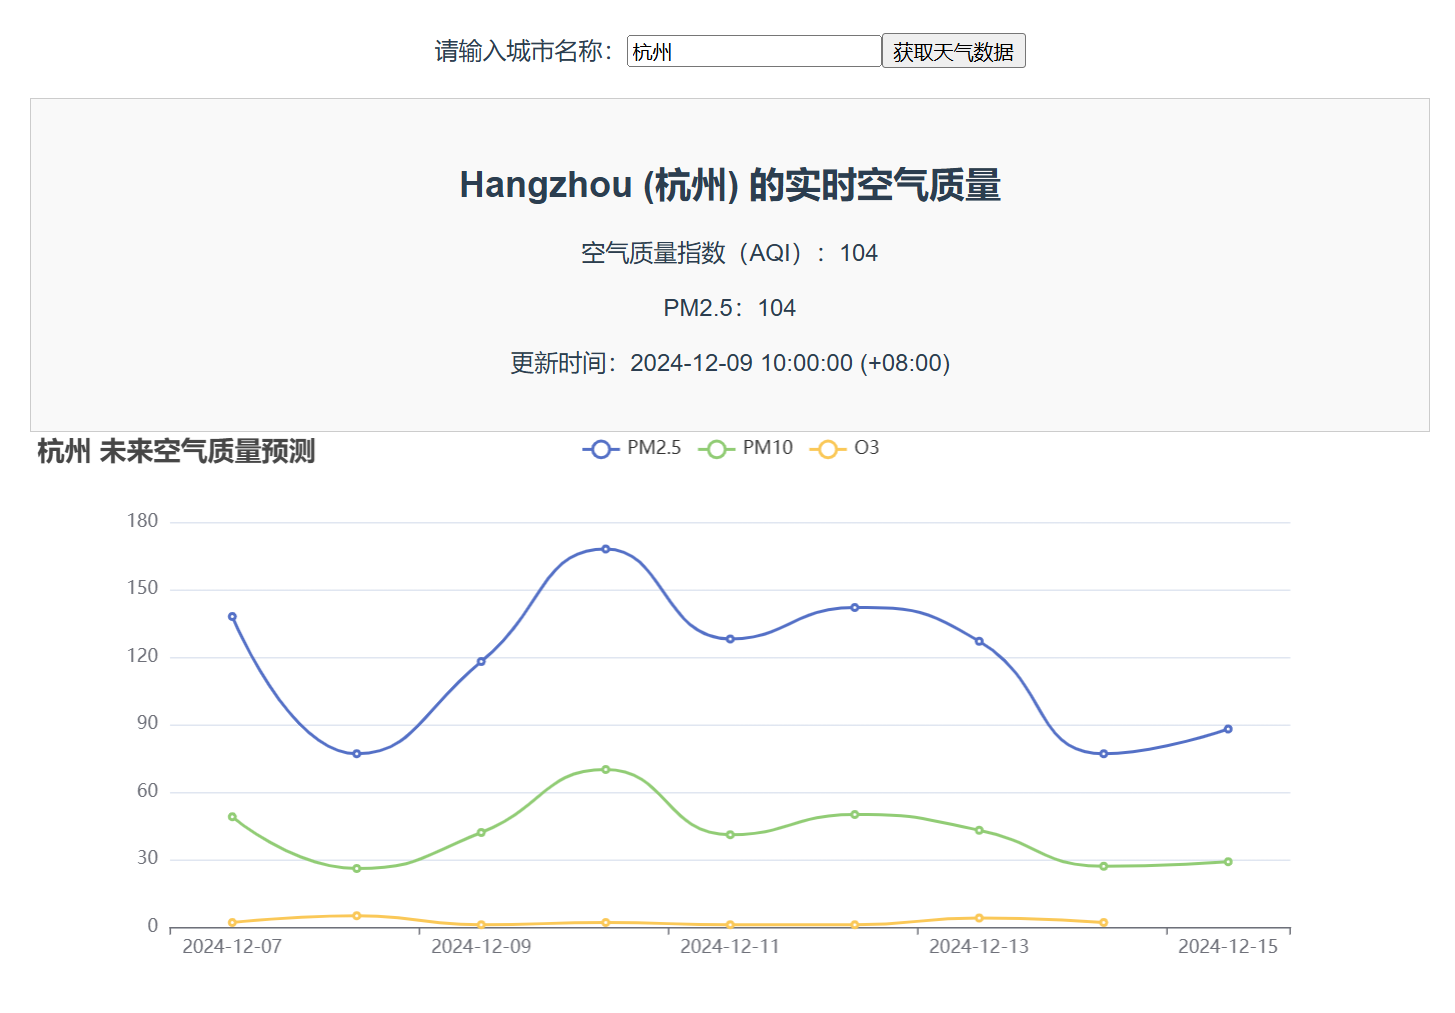 请输入城市名称：杭州 获取天气数据
Hangzhou (杭州) 的实时空气质量
空气质量指数（AQI）：104
PM2.5：104
更新时间：2024-12-09 10:00:00 (+08:00)
杭州 未来空气质量预测
PM2.5 PM10 O3
180
150
120
90
60
30
0
2024-12-07 2024-12-09 2024-12-11 2024-12-13 2024-12-15